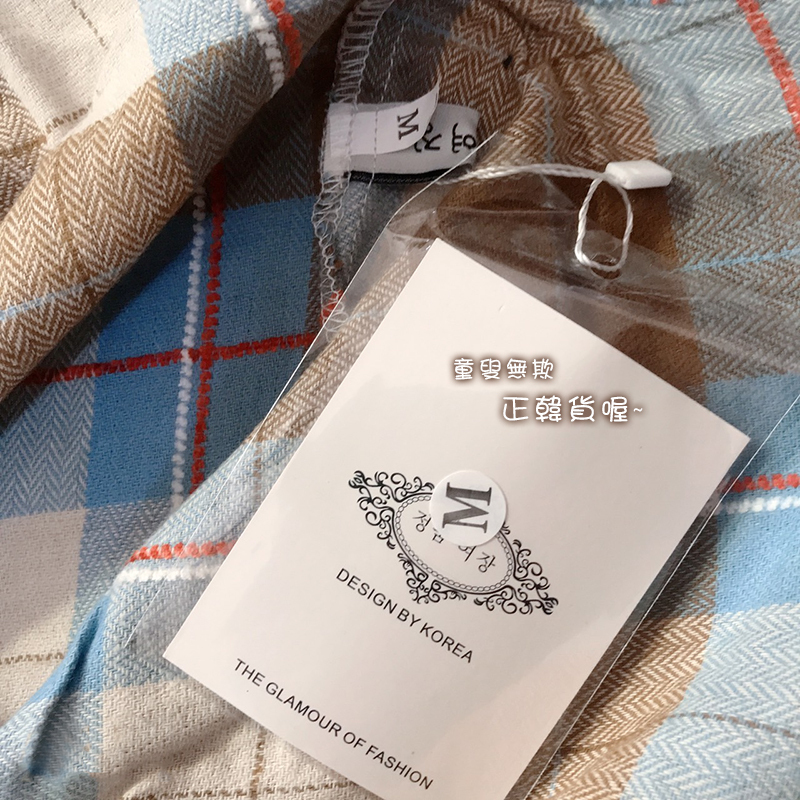 M
童叟無欺
正韓貨喔~
M
DESIGN BY KOREA
THE GLAMOUR OF FASHION